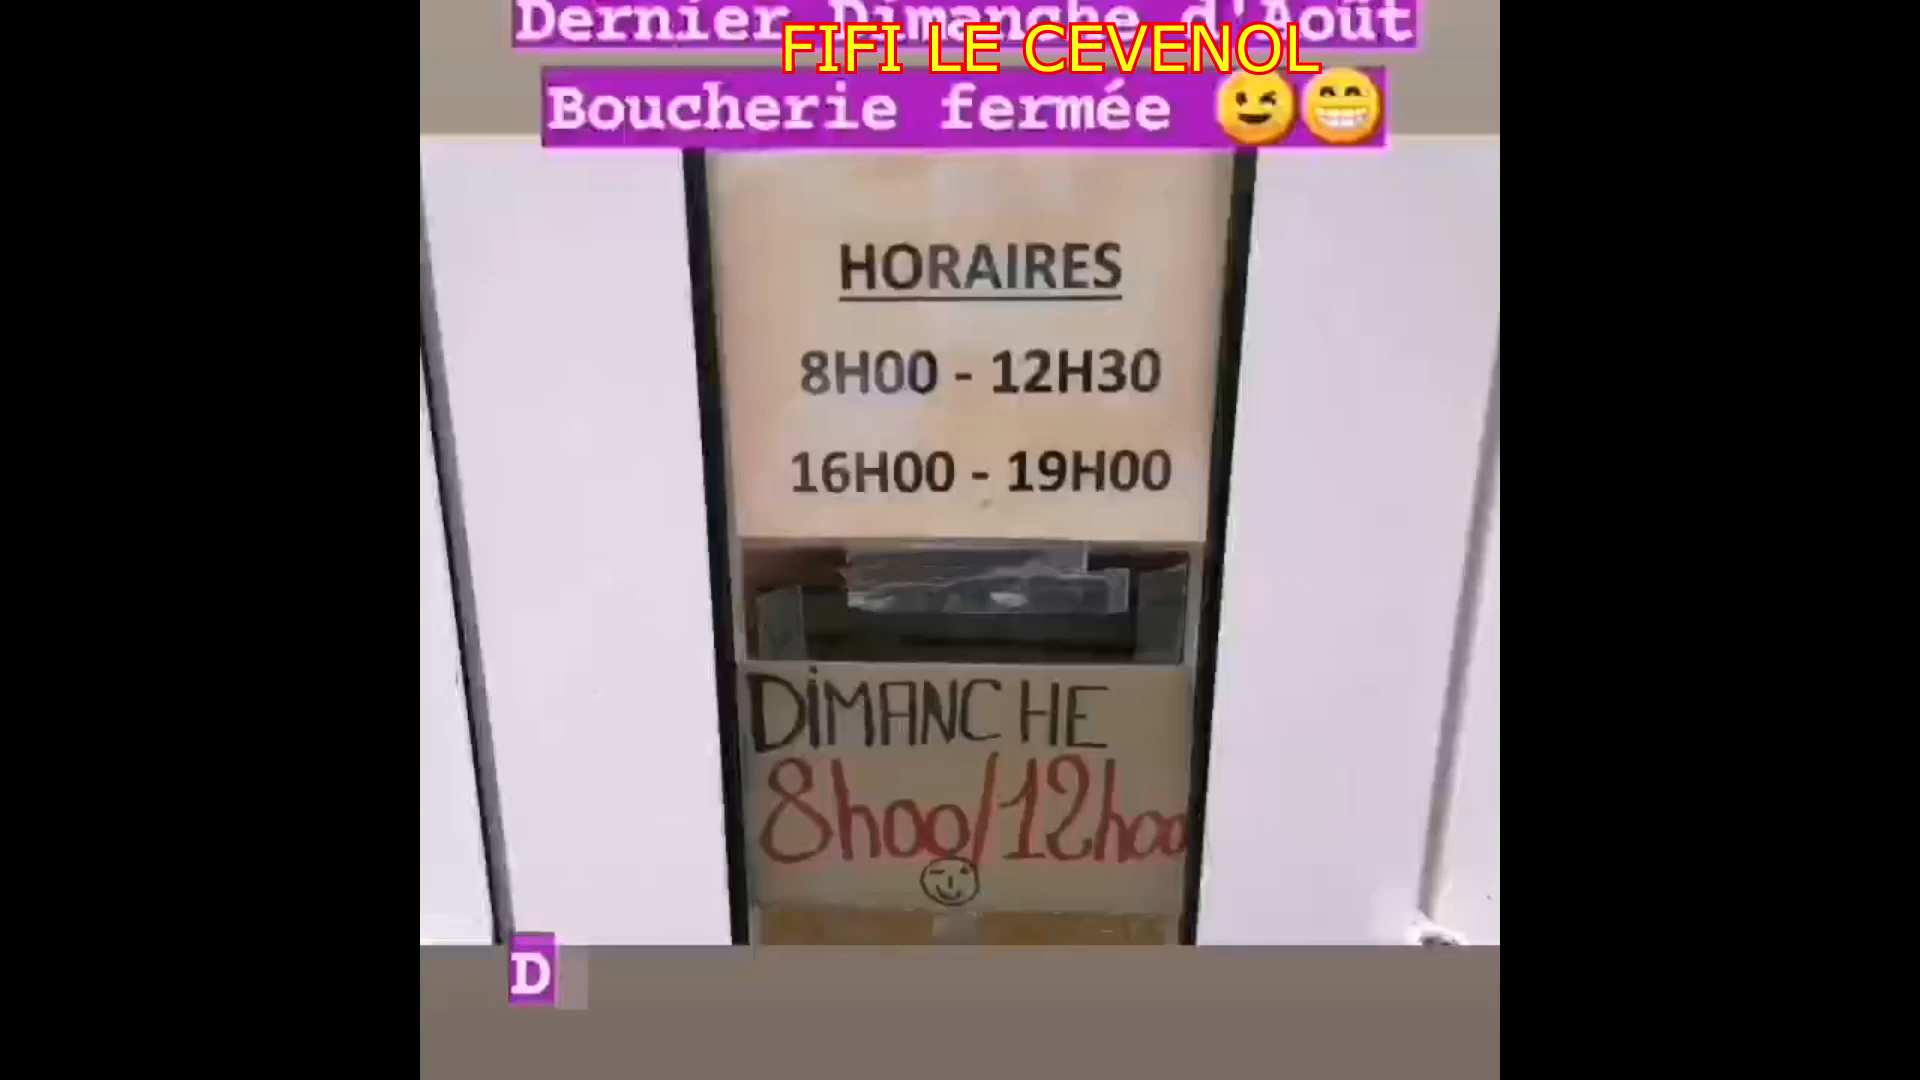 Dernier Dimanche d'Août
FIFI LE CEVENOL
Boucherie fermée 😉😁
HORAIRES
8H00 - 12H30
16H00 - 19H00
DiMANCHE
8h00/12h00
D